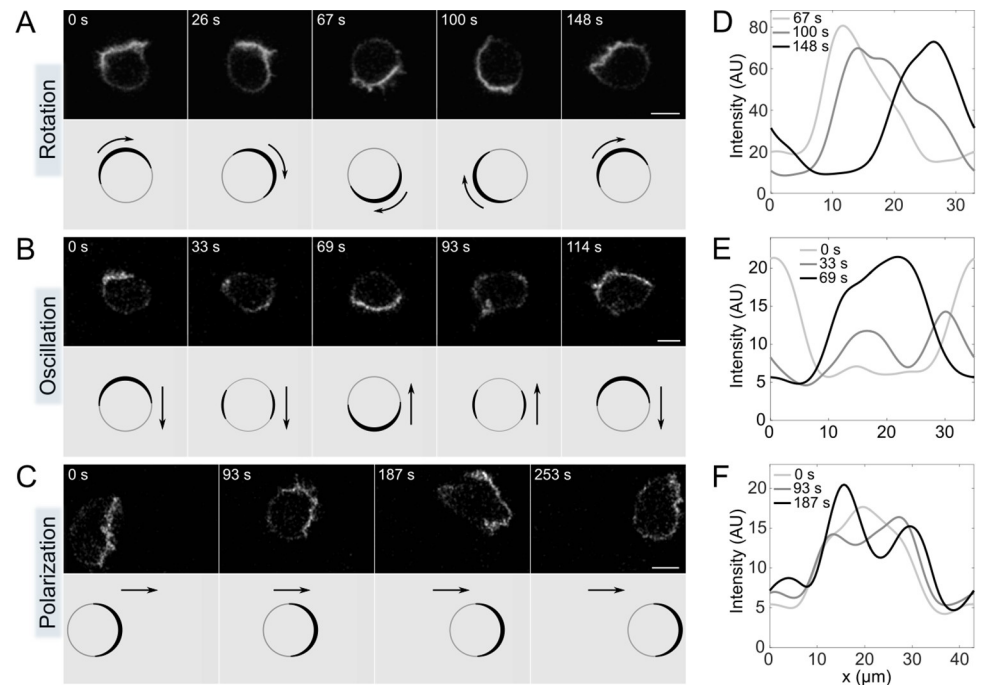 A
Rotation
0 s
26 s
67 s
100 s
148 s
B
Oscillation
0 s
33 s
69 s
93 s
114 s
C
Polarization
0 s
93 s
187 s
253 s
D
67 s
100 s
148 s
Intensity (AU)
80
60
40
20
0
0 10 20 30
E
0 s
33 s
69 s
Intensity (AU)
20
15
10
5
0
0 10 20 30
F
0 s
93 s
187 s
Intensity (AU)
20
15
10
5
0
0 10 20 30 40
x (μm)